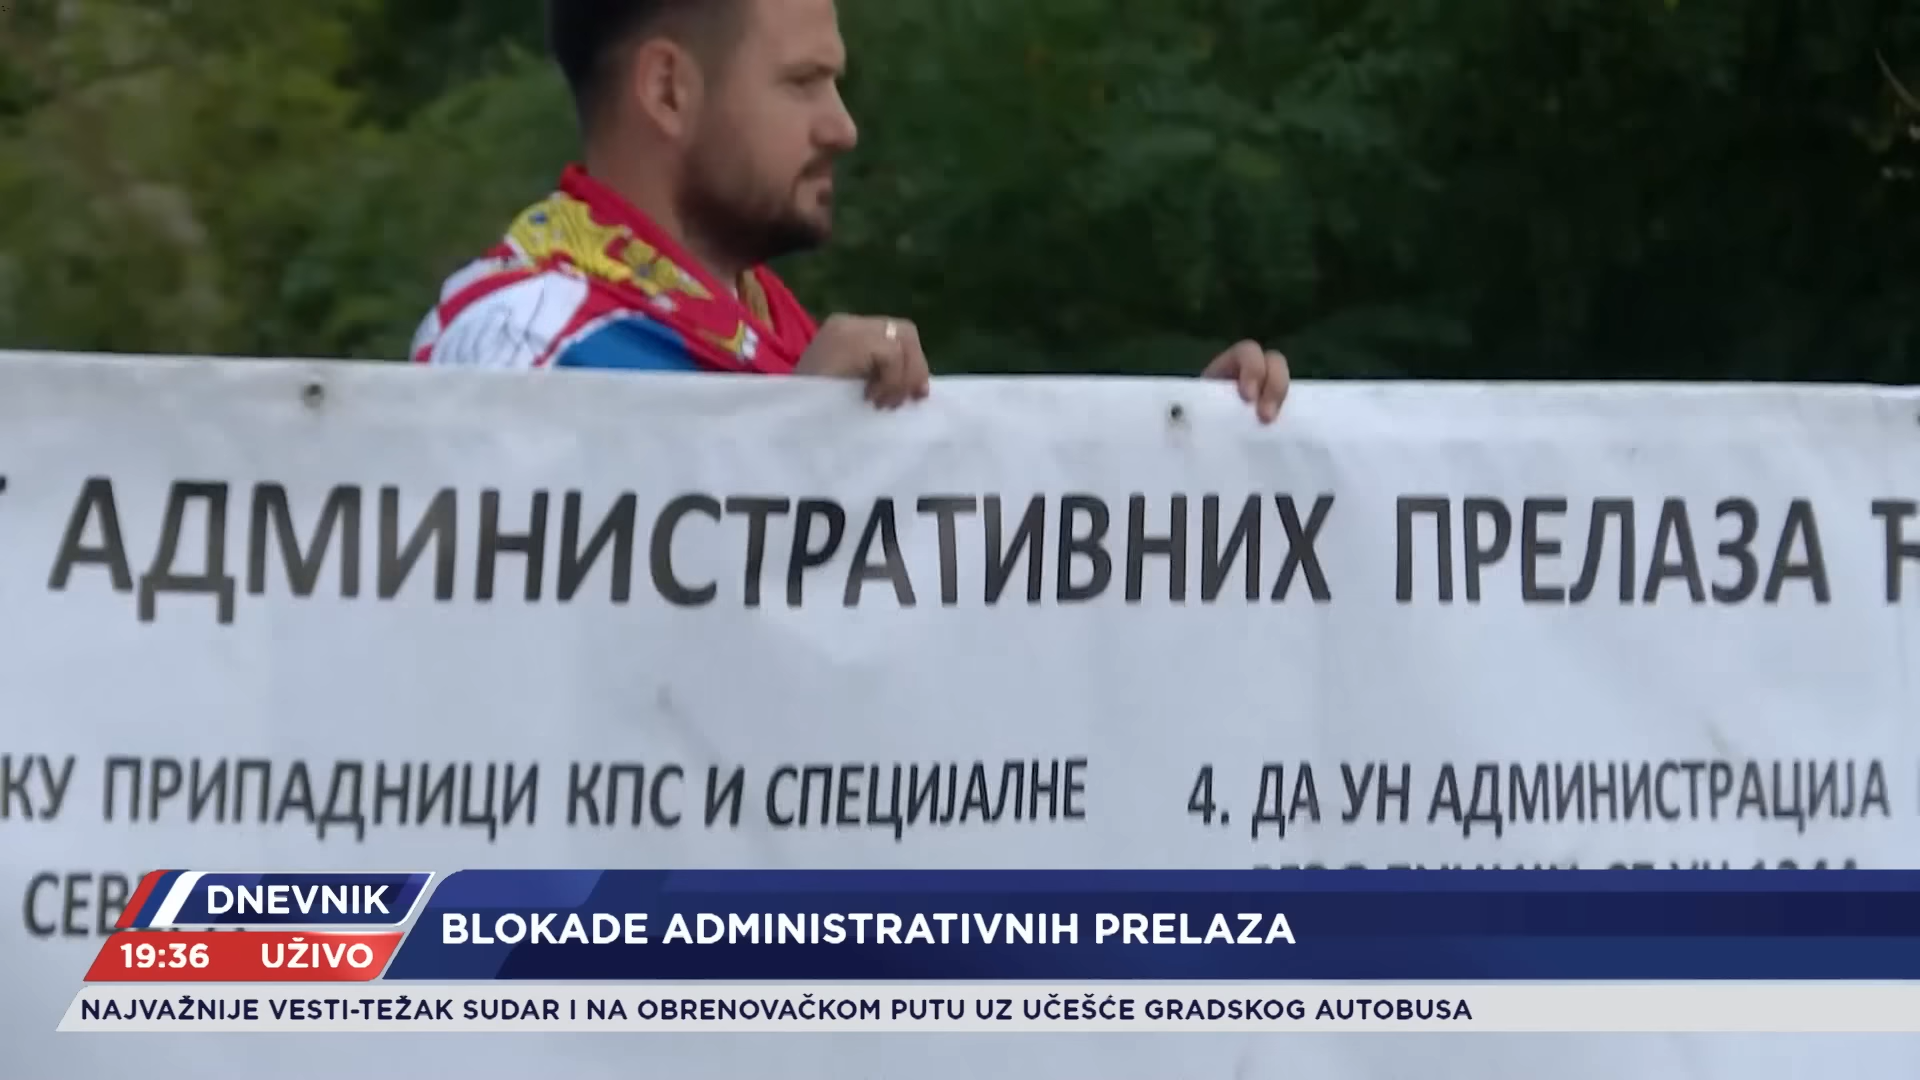 АДМИНИСТРАТИВНИХ ПРЕЛАЗА
ПРИПАДНИЦИ КПС И СПЕЦИЈАЛНЕ
4. ДА УН АДМИНИСТРАЦИЈА
DNEVNIK
19:36 UŽIVO
BLOKADE ADMINISTRATIVNIH PRELAZA
NAJVAŽNIJE VESTI-TEŽAK SUDAR I NA OBRENOVAČKOM PUTU UZ UČEŠĆE GRADSKOG AUTOBUSA